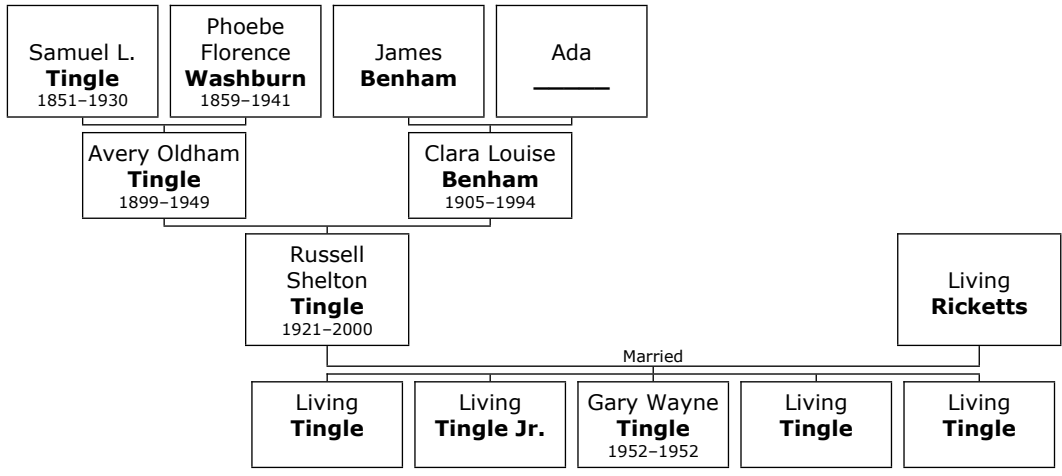 Samuel L.
Tingle
1851–1930
Phoebe
Florence
Washburn
1859–1941
James
Benham
Ada
______
Avery Oldham
Tingle
1899–1949
Clara Louise
Benham
1905–1994
Russell
Shelton
Tingle
1921–2000
Living
Ricketts
Married
Living
Tingle
Living
Tingle Jr.
Gary Wayne
Tingle
1952–1952
Living
Tingle
Living
Tingle